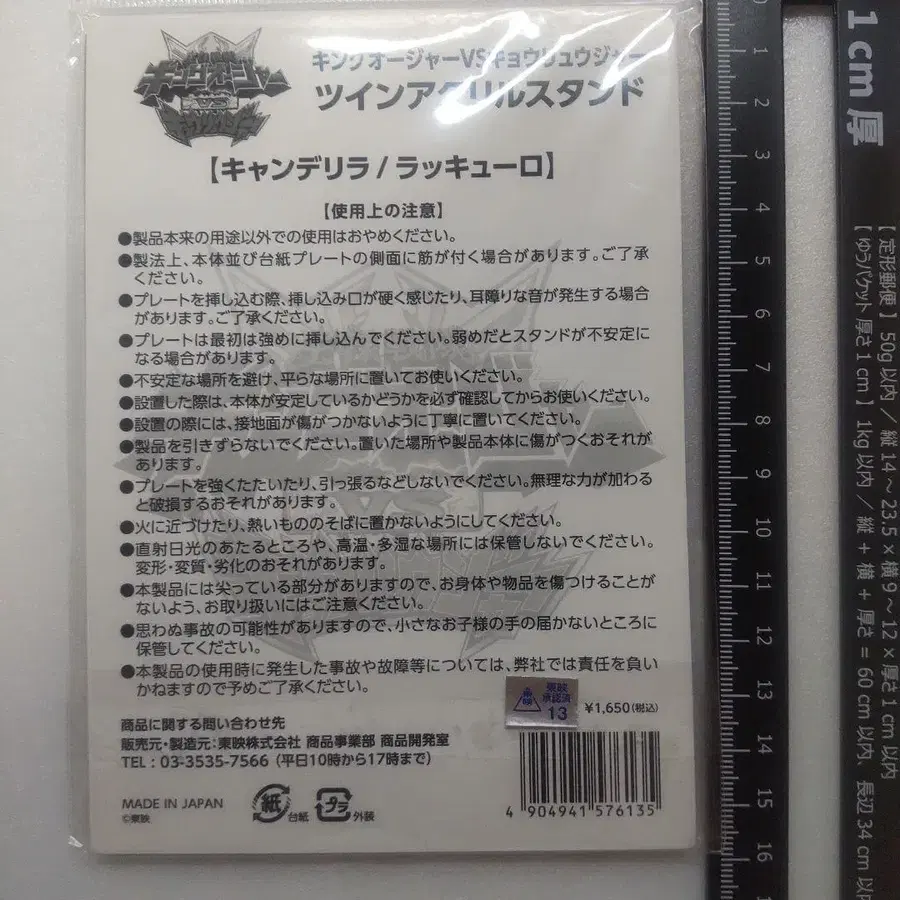 キングオージャー
VS
キョウリュウジャー
キングオージャーVSキョウリュウジャー
ツインアクリルスタンド
【キャンデリラ/ラッキューロ】
【使用上の注意】
●製品本来の用途以外での使用はおやめください。
●製法上、本体並び台紙プレートの側面に筋が付く場合があります。ご了承
ください。
●プレートを挿し込む際、挿し込み口が硬く感じたり、耳障りな音が発生する場合
があります。ご了承ください。
●プレートは最初は強めに挿し込んでください。弱めだとスタンドが不安定に
なる場合があります。
●不安定な場所を避け、平らな場所に置いてお使いください。
●設置した際は、本体が安定しているかどうかを必ず確認してからお使いください。
●設置の際には、接地面が傷がつかないように丁寧に置いてください。
●製品を引きずらないでください。置いた場所や製品本体に傷がつくおそれが
あります。
●プレートを強くたたいたり、引っ張るなどしないでください。無理な力が加わる
と破損するおそれがあります。
●火に近づけたり、熱いもののそばに置かないようにしてください。
●直射日光のあたるところや、高温・多湿な場所には保管しないでください。
変形・変質・劣化のおそれがあります。
●本製品には尖っている部分がありますので、お身体や物品を傷つけることが
ないよう、お取り扱いにはご注意ください。
●思わぬ事故の可能性がありますので、小さなお子様の手の届かないところに
保管してください。
●本製品の使用時に発生した事故や故障等については、弊社では責任を負い
かねますので予めご了承ください。
東映
東映
承認済
13
¥1,650(税込)
商品に関する問い合わせ先
販売元・製造元:東映株式会社 商品事業部 商品開発室
TEL:03-3535-7566(平日10時から17時まで)
MADE IN JAPAN
©東映
紙
台紙
プラ
外装
4 904941 576135
0
1
2
3
4
5
6
7
8
9
10
11
12
13
14
15
16
1cm厚
【定形郵便】50g以内/縦14～23.5×横9～12×厚さ1cm以内
【ゆうパケット 厚さ1cm】1kg以内/縦+横+厚さ=60cm以内、長辺34cm以